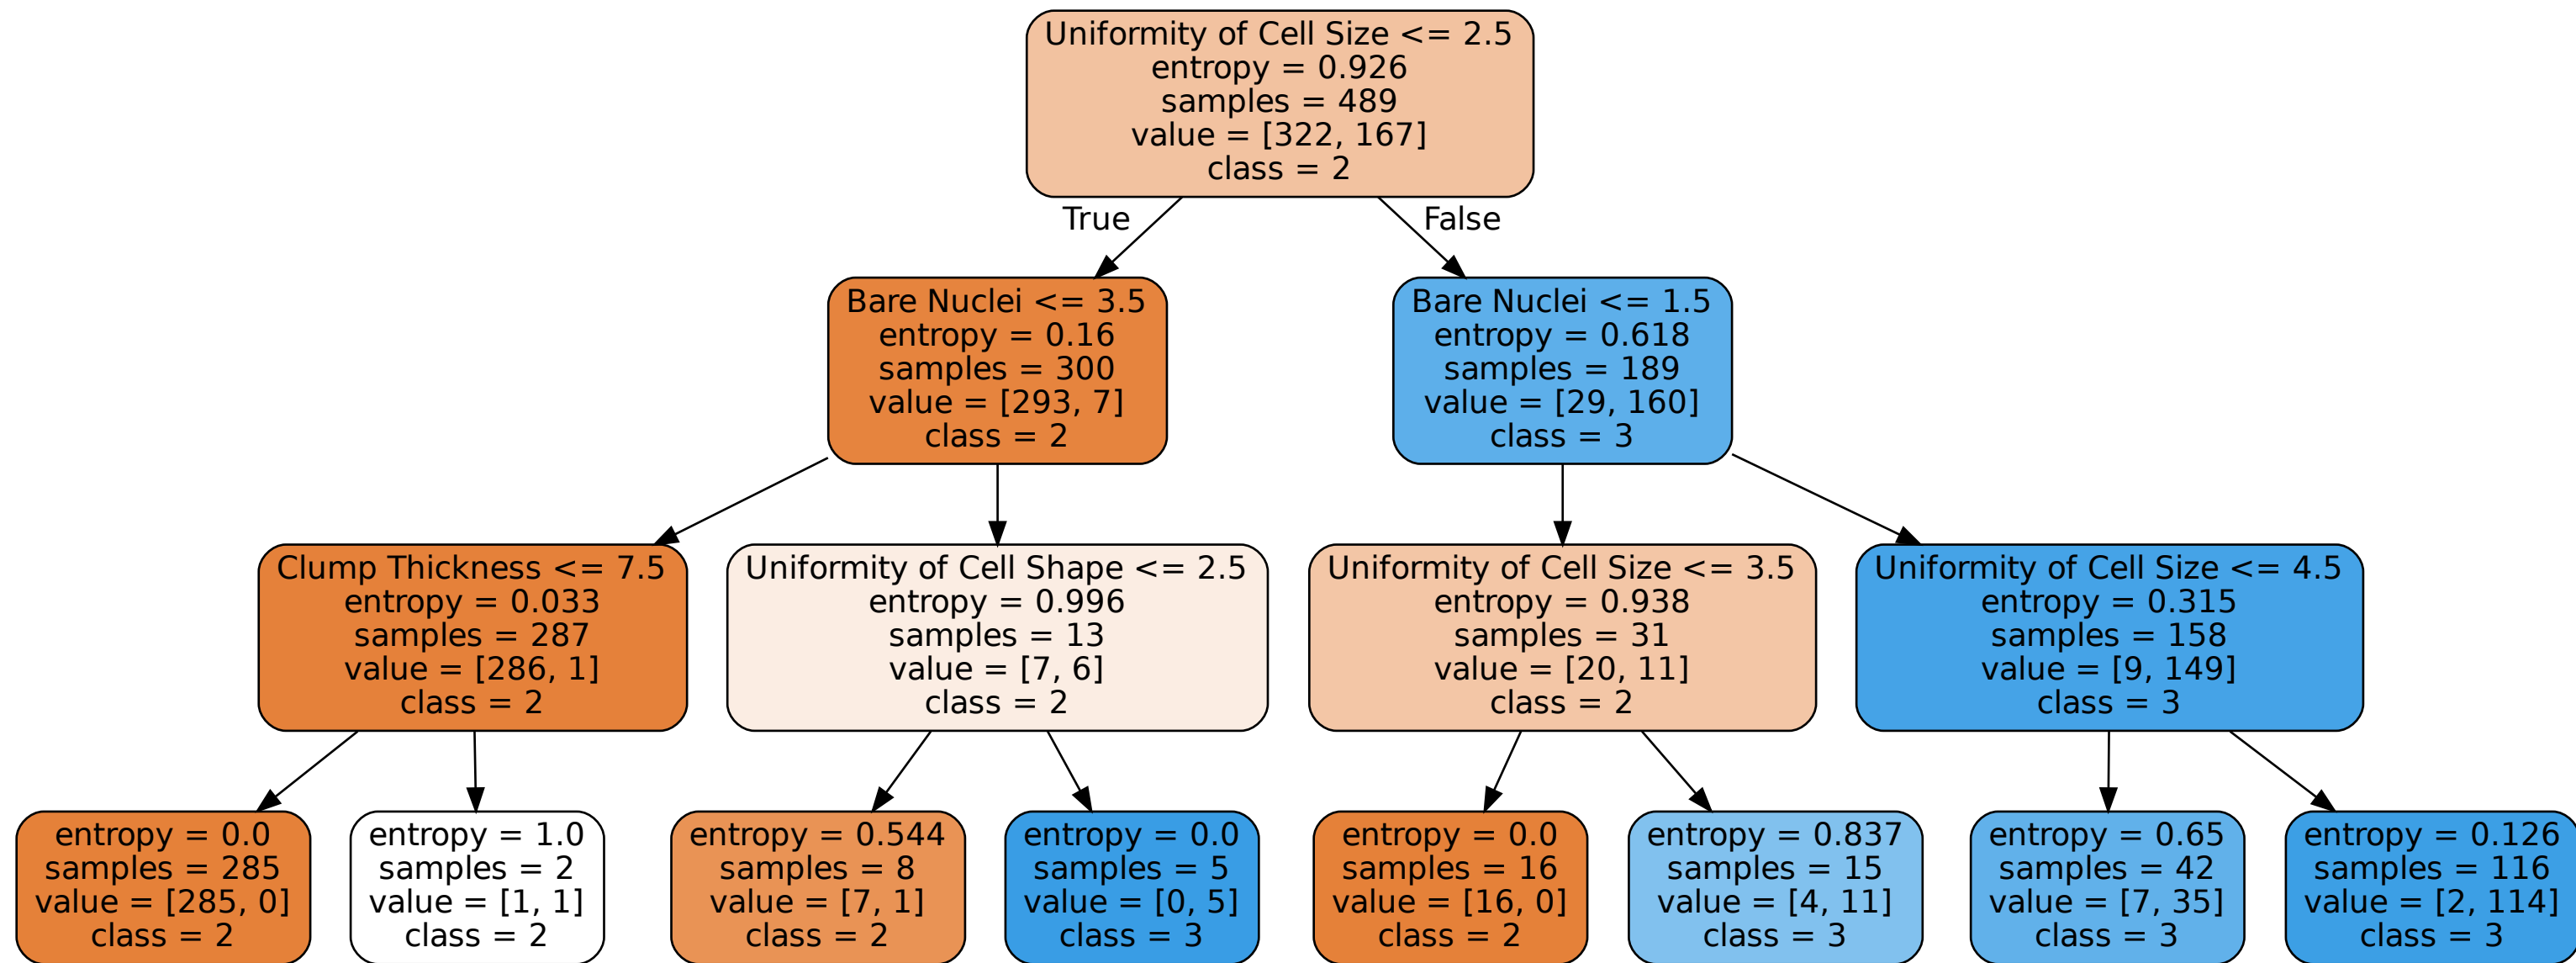 Uniformity of Cell Size <= 2.5
entropy = 0.926
samples = 489
value = [322, 167]
class = 2
True
False
Bare Nuclei <= 3.5
entropy = 0.16
samples = 300
value = [293, 7]
class = 2
Bare Nuclei <= 1.5
entropy = 0.618
samples = 189
value = [29, 160]
class = 3
Clump Thickness <= 7.5
entropy = 0.033
samples = 287
value = [286, 1]
class = 2
Uniformity of Cell Shape <= 2.5
entropy = 0.996
samples = 13
value = [7, 6]
class = 2
Uniformity of Cell Size <= 3.5
entropy = 0.938
samples = 31
value = [20, 11]
class = 2
Uniformity of Cell Size <= 4.5
entropy = 0.315
samples = 158
value = [9, 149]
class = 3
entropy = 0.0
samples = 285
value = [285, 0]
class = 2
entropy = 1.0
samples = 2
value = [1, 1]
class = 2
entropy = 0.544
samples = 8
value = [7, 1]
class = 2
entropy = 0.0
samples = 5
value = [0, 5]
class = 3
entropy = 0.0
samples = 16
value = [16, 0]
class = 2
entropy = 0.837
samples = 15
value = [4, 11]
class = 3
entropy = 0.65
samples = 42
value = [7, 35]
class = 3
entropy = 0.126
samples = 116
value = [2, 114]
class = 3